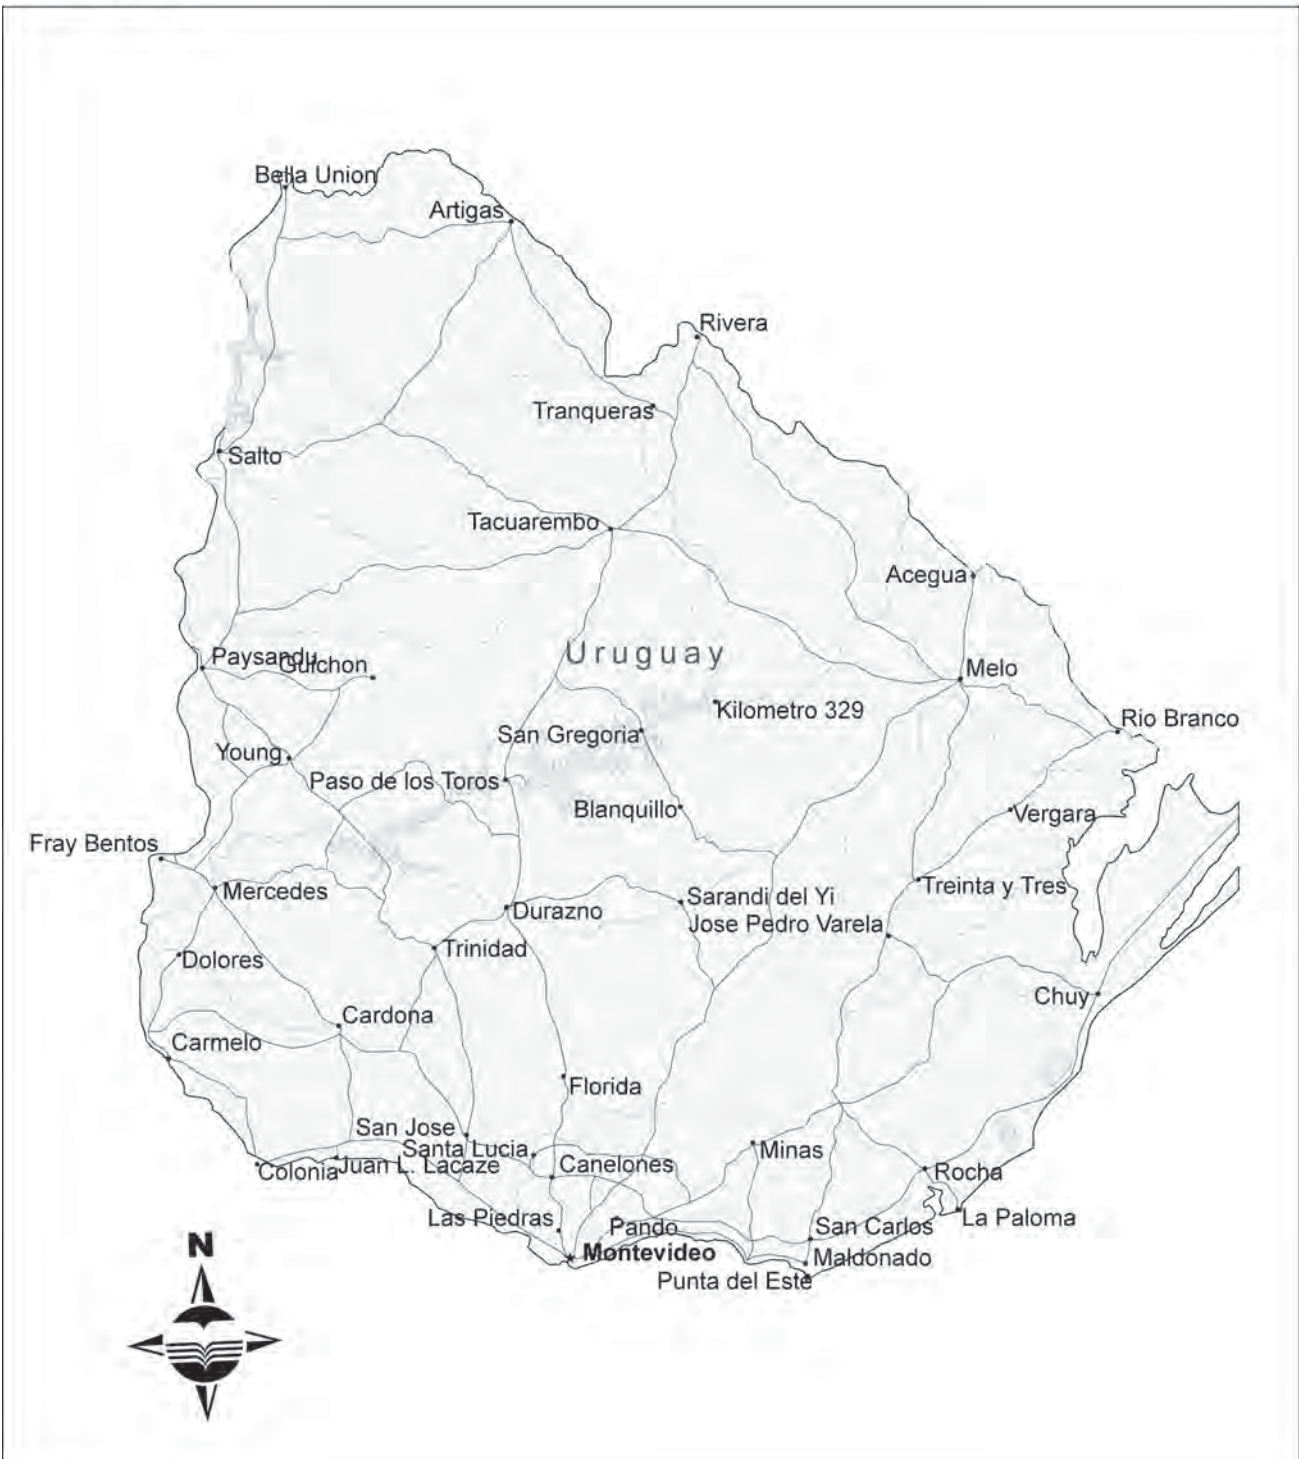 Bella Union
Artigas
Rivera
Tranqueras
Salto
Tacuarembo
Acegua
Uruguay
Paysandu
Guichon
Melo
Kilometro 329
Rio Branco
San Gregoria
Young
Paso de los Toros
Blanquillo
Vergara
Fray Bentos
Mercedes
Treinta y Tres
Sarandi del Yi
Durazno
Jose Pedro Varela
Trinidad
Dolores
Chuy
Cardona
Carmelo
Florida
San Jose
Santa Lucia
Minas
Canelones
Juan L. Lacaze
Colonia
Rocha
Las Piedras
Pando
San Carlos
La Paloma
Montevideo
Maldonado
Punta del Este
N